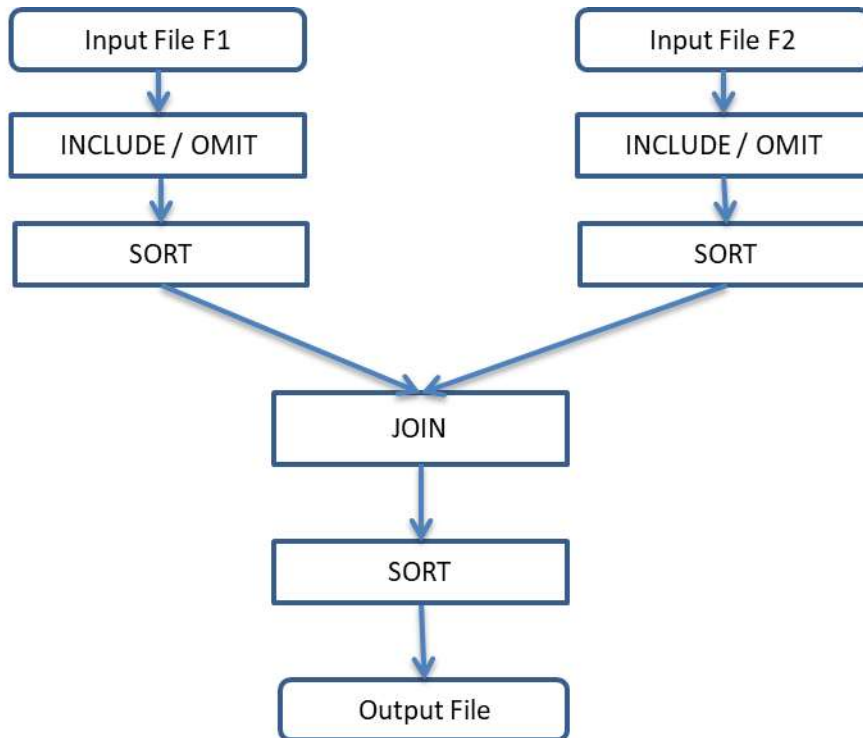 Input File F1
Input File F2
INCLUDE / OMIT
INCLUDE / OMIT
SORT
SORT
JOIN
SORT
Output File